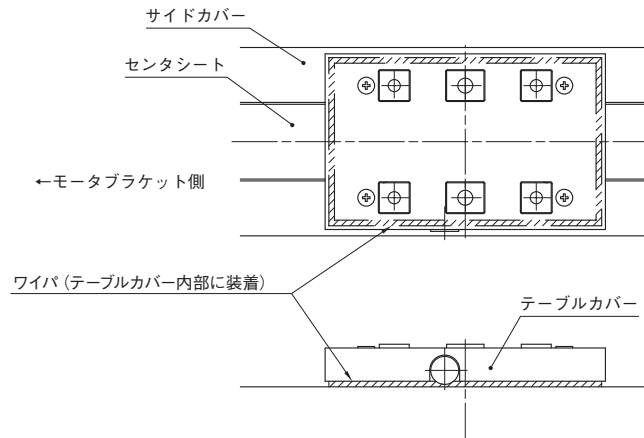 サイドカバー
センタシート
←モータブラケット側
ワイパ（テーブルカバー内部に装着）
テーブルカバー